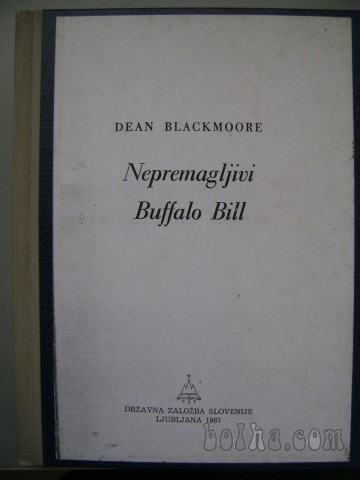 DEAN BLACKMOORE
Nepremagljivi
Buffalo Bill
DRŽAVNA ZALOŽBA SLOVENIJE
LJUBLJANA 1967
bolha.com